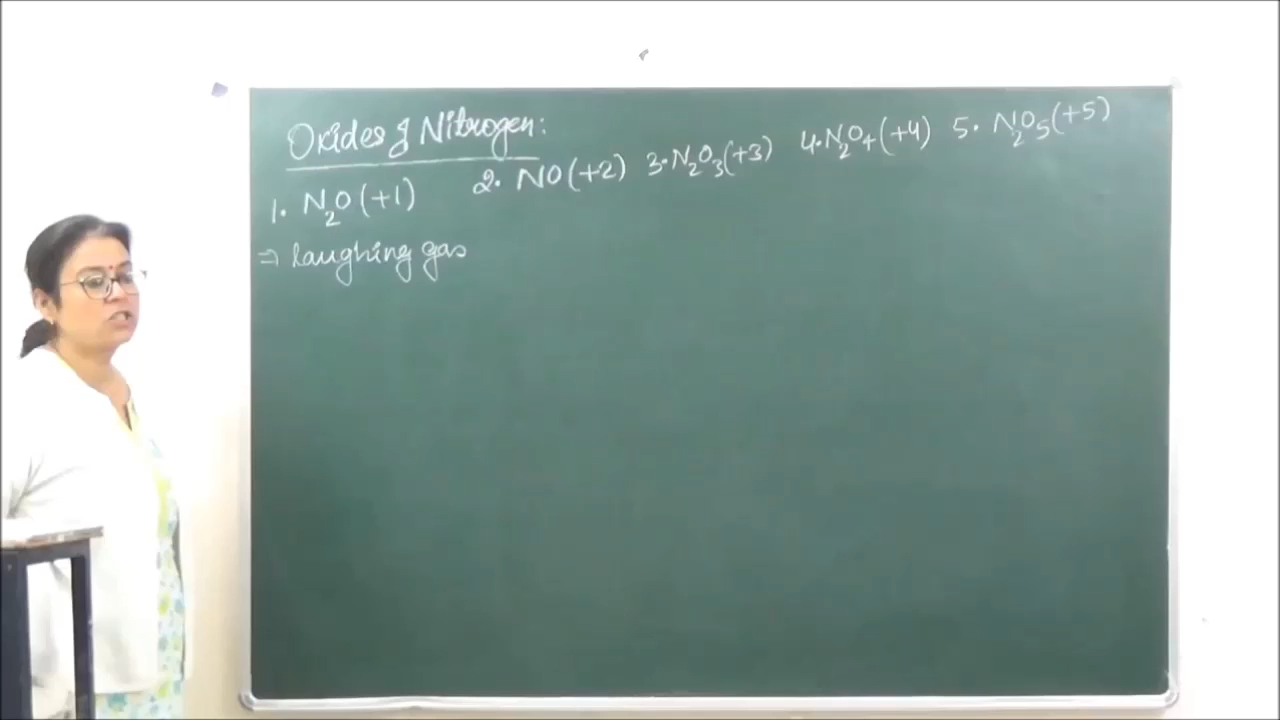 Oxides of Nitrogen:
1. N₂O (+1) 2. NO (+2) 3. N₂O₃ (+3) 4. N₂O₄ (+4) 5. N₂O₅ (+5)
⇒ Laughing gas